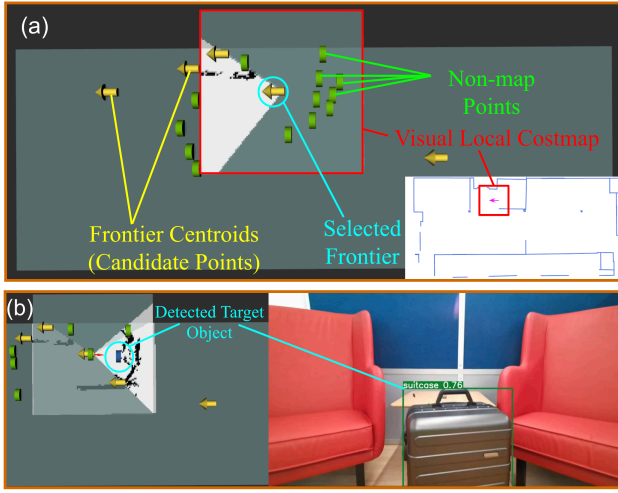 (a)
Non-map
Points
Visual Local Costmap
Frontier Centroids
(Candidate Points)
Selected
Frontier
(b)
Detected Target
Object
suitcase 0.76